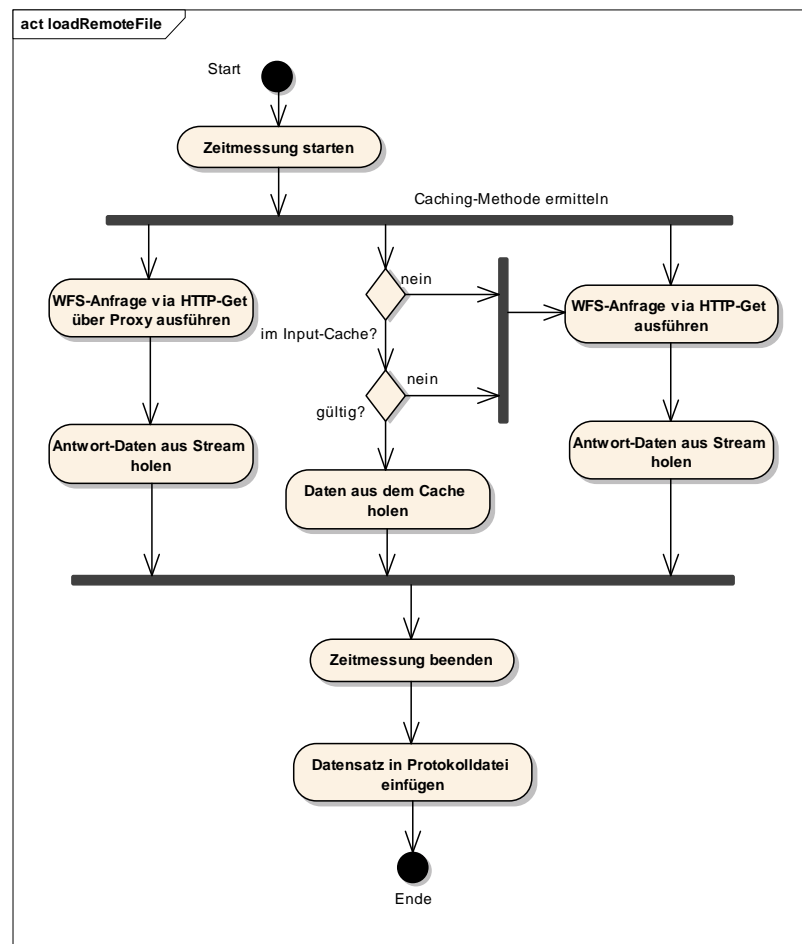 act loadRemoteFile
Start
Zeitmessung starten
Caching-Methode ermitteln
WFS-Anfrage via HTTP-Get
über Proxy ausführen
nein
im Input-Cache?
WFS-Anfrage via HTTP-Get
ausführen
nein
gültig?
Antwort-Daten aus Stream
holen
Daten aus dem Cache
holen
Antwort-Daten aus Stream
holen
Zeitmessung beenden
Datensatz in Protokolldatei
einfügen
Ende